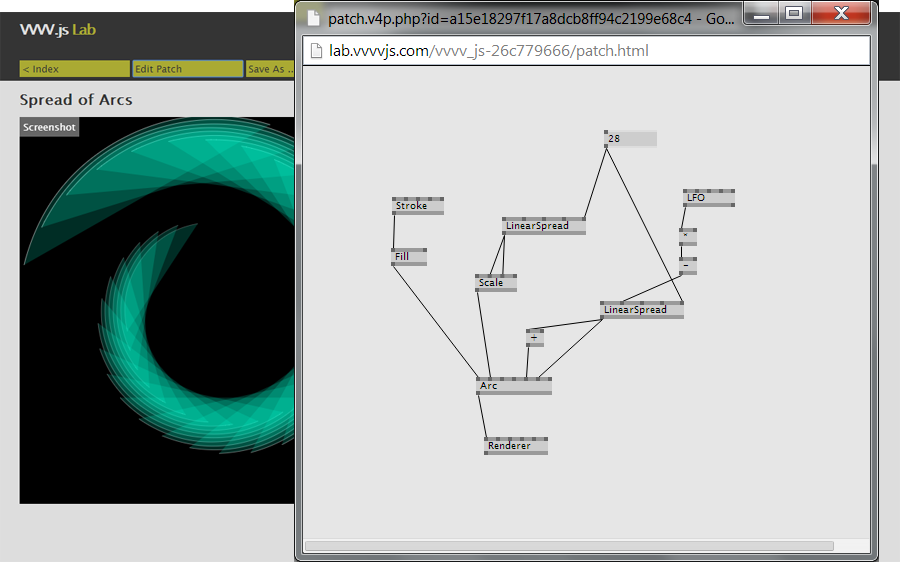 VVVV.js Lab
< Index
Edit Patch
Save As ..
Spread of Arcs
Screenshot
patch.v4p.php?id=a15e18297f17a8dcb8ff94c2199e68c4 - Go...
lab.vvvvjs.com/vvvv_js-26c779666/patch.html
28
Stroke
LFO
LinearSpread
*
Fill
-
Scale
LinearSpread
+
Arc
Renderer